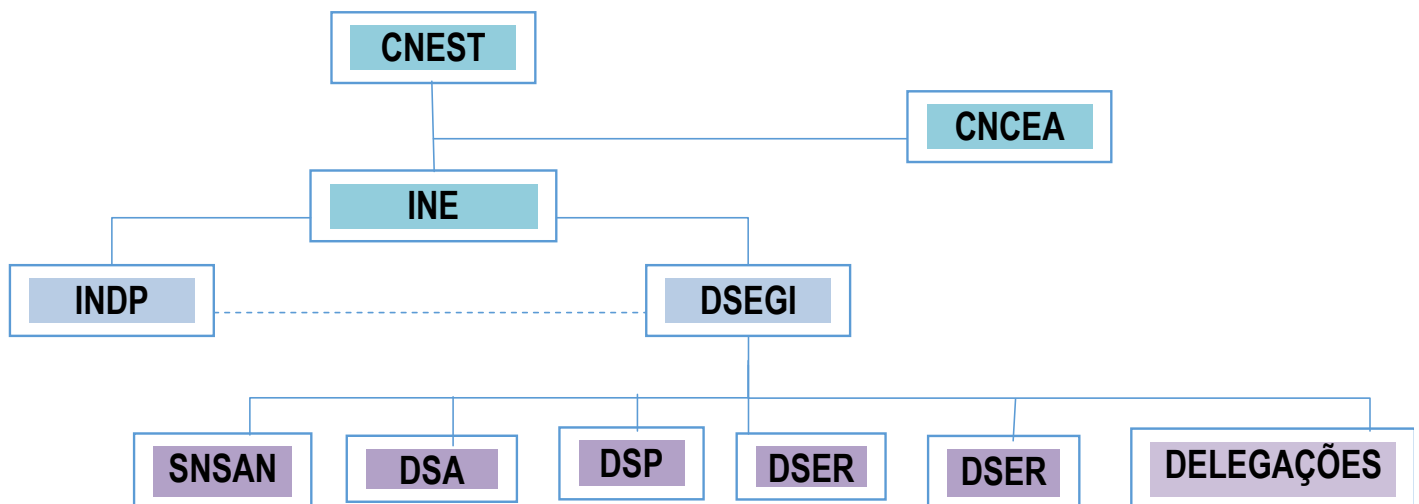 CNEST
CNCEA
INE
INDP
DSEGI
SNSAN
DSA
DSP
DSER
DSER
DELEGAÇÕES